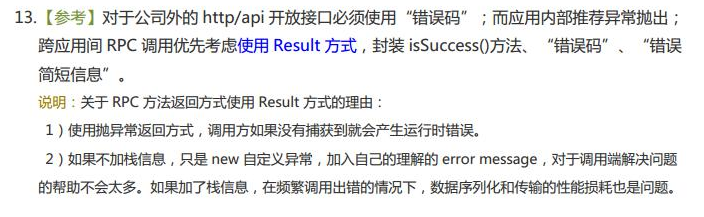 13.【参考】对于公司外的 http/api 开放接口必须使用“错误码”；而应用内部推荐异常抛出；
跨应用间 RPC 调用优先考虑使用 Result 方式，封装 isSuccess()方法、“错误码”、“错误
简短信息”。
说明：关于 RPC 方法返回方式使用 Result 方式的理由：
1）使用抛异常返回方式，调用方如果没有捕获到就会产生运行时错误。
2）如果不加栈信息，只是 new 自定义异常，加入自己的理解的 error message，对于调用端解决问题
的帮助不会太多。如果加了栈信息，在频繁调用出错的情况下，数据序列化和传输的性能损耗也是问题。